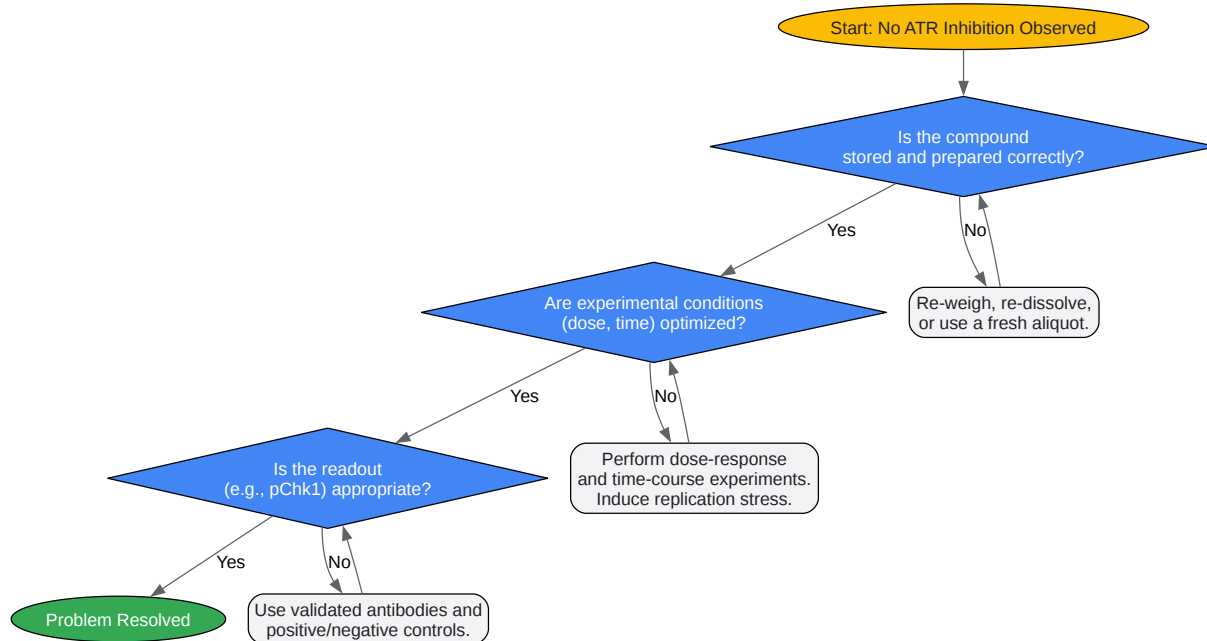 Start: No ATR Inhibition Observed
Is the compound
stored and prepared correctly?
Yes
No
Re-weigh, re-dissolve,
or use a fresh aliquot.
Are experimental conditions
(dose, time) optimized?
Yes
No
Perform dose-response
and time-course experiments.
Induce replication stress.
Is the readout
(e.g., pChk1) appropriate?
Yes
No
Problem Resolved
Use validated antibodies and
positive/negative controls.